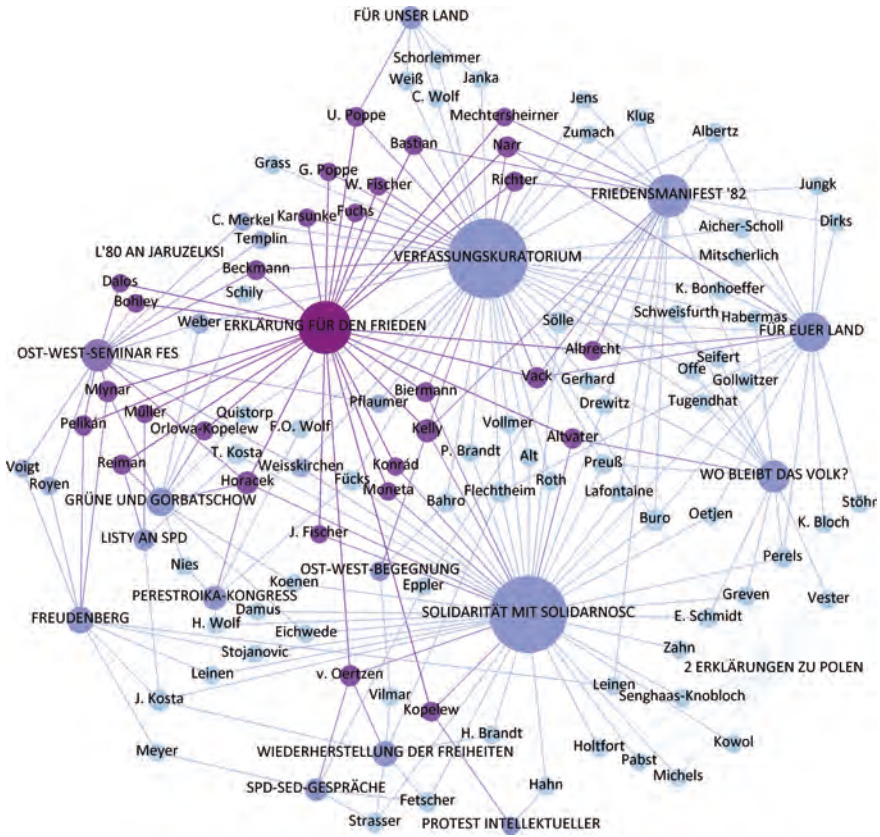 FÜR UNSER LAND
Schorlemmer
Weiß
Janka
C. Wolf
Jens
Mechtersheirner
Klug
U. Poppe
Zumach
Albertz
Bastian
Narr
Grass
G. Poppe
W. Fischer
Richter
Jungk
FRIEDENSMANIFEST '82
C. Merkel
Karsunke
Fuchs
Dirks
Aicher-Scholl
Templin
L'80 AN JARUZELKSI
VERFASSUNGSKURATORIUM
Mitscherlich
Beckmann
Dalos
K. Bonhoeffer
Schily
Bohley
Schweisfurth
Habermas
Weber
ERKLÄRUNG FÜR DEN FRIEDEN
Sölle
FÜR EUER LAND
OST-WEST-SEMINAR FES
Albrecht
Seifert
Offe
Vack
Gerhard
Gollwitzer
Mlynar
Biermann
Pflaumer
Drewitz
Tugendhat
Müller
Quistorp
Pelikán
Orlowa-Kopelew
F.O. Wolf
Kelly
Vollmer
Altvater
T. Kosta
P. Brandt
Alt
Preuß
Voigt
Reiman
Weisskirchen
Konrád
WO BLEIBT DAS VOLK?
Royen
Horacek
Fücks
Moneta
Flechtheim
Roth
Lafontaine
GRÜNE UND GORBATSCHOW
Bahro
Stöhr
Oetjen
Buro
K. Bloch
J. Fischer
LISTY AN SPD
Perels
Nies
OST-WEST-BEGEGNUNG
Koenen
Eppler
PERESTROIKA-KONGRESS
Greven
Vester
Damus
FREUDENBERG
SOLIDARITÄT MIT SOLIDARNOSC
E. Schmidt
H. Wolf
Eichwede
Zahn
Stojanovic
2 ERKLÄRUNGEN ZU POLEN
Leinen
v. Oertzen
Leinen
J. Kosta
Vilmar
Senghaas-Knobloch
Kopelew
H. Brandt
Kowol
Meyer
WIEDERHERSTELLUNG DER FREIHEITEN
Holtfort
Pabst
Michels
SPD-SED-GESPRÄCHE
Hahn
Fetscher
Strasser
PROTEST INTELLEKTUELLER